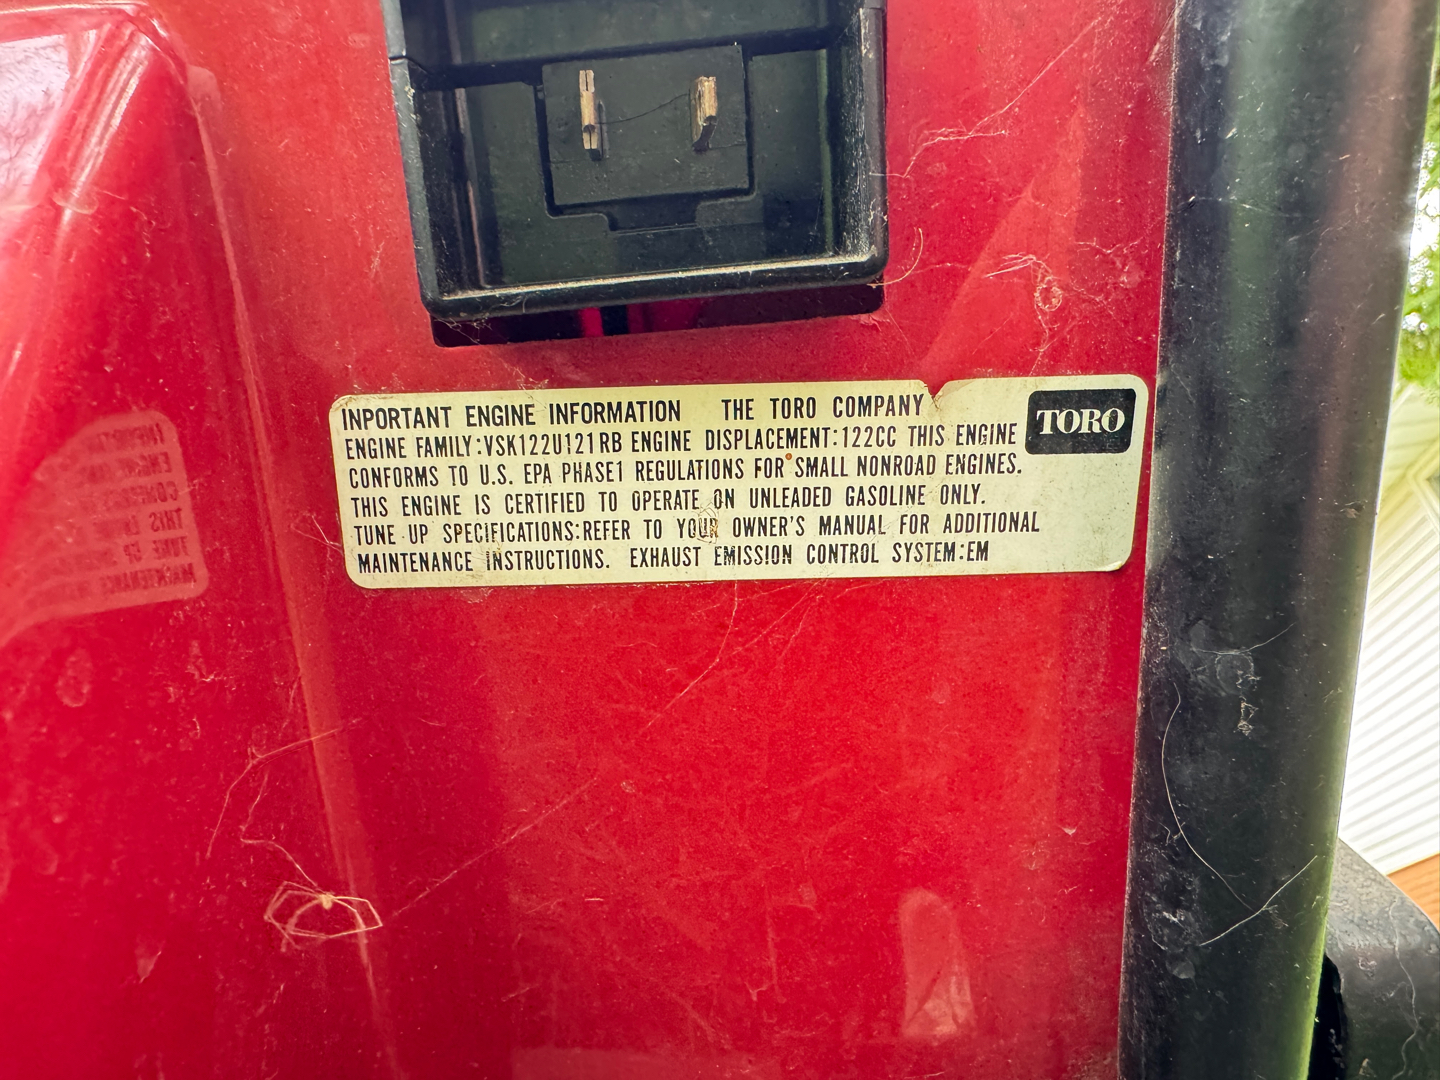 INPORTANT ENGINE INFORMATION THE TORO COMPANY
TORO
ENGINE FAMILY:VSK122U121RB ENGINE DISPLACEMENT:122CC THIS ENGINE
CONFORMS TO U.S. EPA PHASE1 REGULATIONS FOR SMALL NONROAD ENGINES.
THIS ENGINE IS CERTIFIED TO OPERATE ON UNLEADED GASOLINE ONLY.
TUNE UP SPECIFICATIONS:REFER TO YOUR OWNER'S MANUAL FOR ADDITIONAL
MAINTENANCE INSTRUCTIONS. EXHAUST EMISSION CONTROL SYSTEM:EM